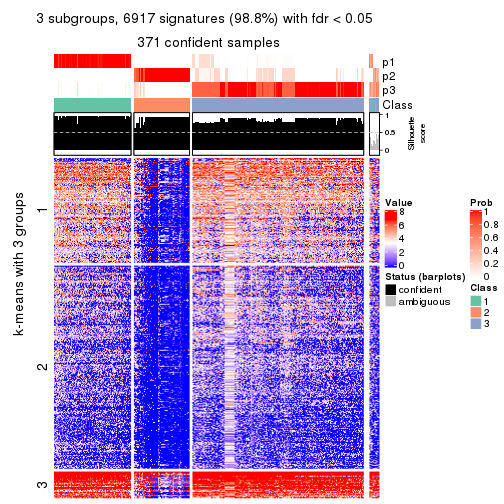 3 subgroups, 6917 signatures (98.8%) with fdr < 0.05
371 confident samples
p1
p2
p3
Class
1
0.5
0
Silhouette
score
k-means with 3 groups
1
2
3
Value
8
6
4
2
0
Status (barplots)
confident
ambiguous
Prob
1
0.8
0.6
0.4
0.2
0
Class
1
2
3